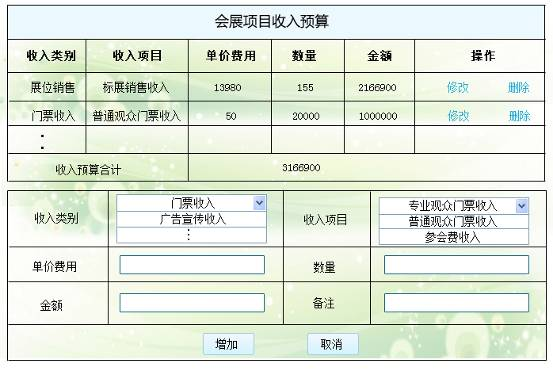 会展项目收入预算
收入类别 收入项目 单价费用 数量 金额 操作
展位销售 标展销售收入 13980 155 2166900 修改 删除
门票收入 普通观众门票收入 50 20000 1000000 修改 删除
⋮
收入预算合计 3166900
收入类别 门票收入 收入项目 专业观众门票收入
广告宣传收入 普通观众门票收入
⋮ 参会费收入
单价费用 数量
金额 备注
增加 取消